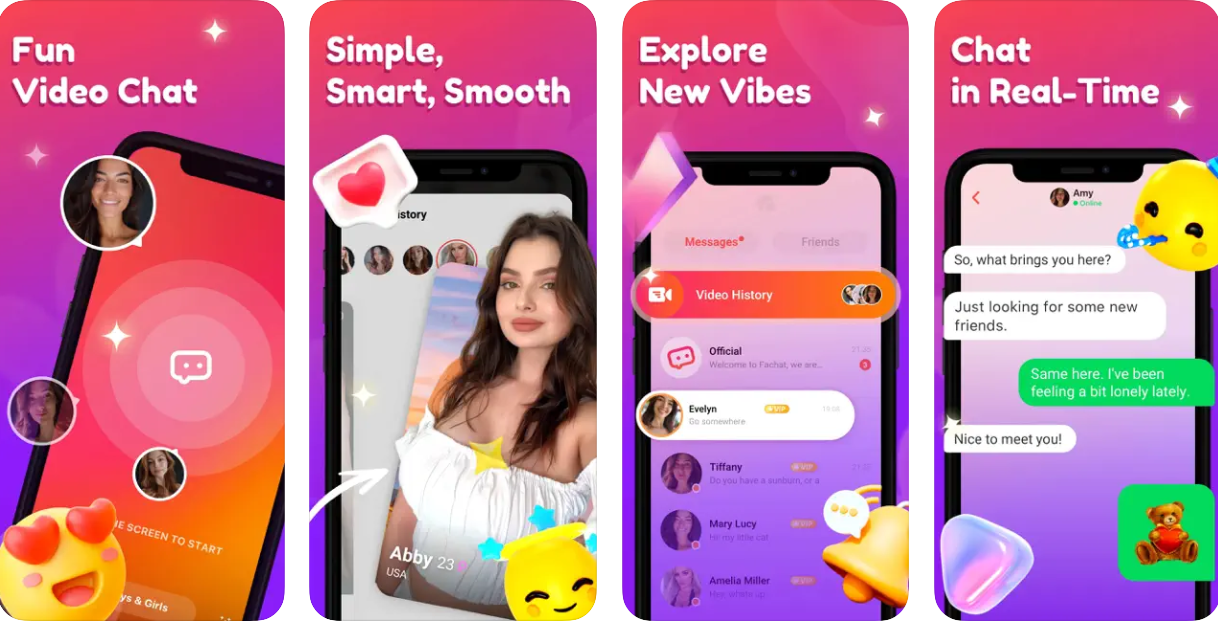 Fun
Video Chat
HE SCREEN TO START
ys & Girls
Simple,
Smart, Smooth
istory
Abby 23
USA
Explore
New Vibes
Messages
Friends
Video History
Official
Welcome to Fachat, we are...
3
Evelyn
VIP
Go somewhere
Tiffany
VIP
Do you have a sunburn, or a
Mary Lucy
VIP
Hi! my little cat
Amelia Miller
VIP
Chat
in Real-Time
Amy
Online
So, what brings you here?
Just looking for some new
friends.
Same here. I've been
feeling a bit lonely lately.
Nice to meet you!